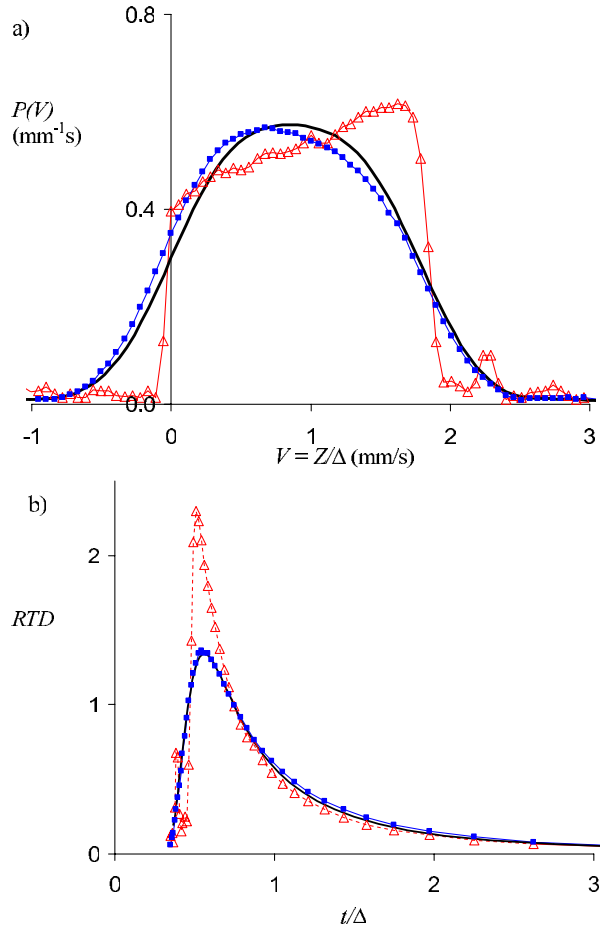 a)
0.8
P(V)
(mm⁻¹s)
0.4
0.0
-1 0 1 2 3
V = Z/Δ (mm/s)
b)
2
RTD
1
0
0 1 2 3
t/Δ